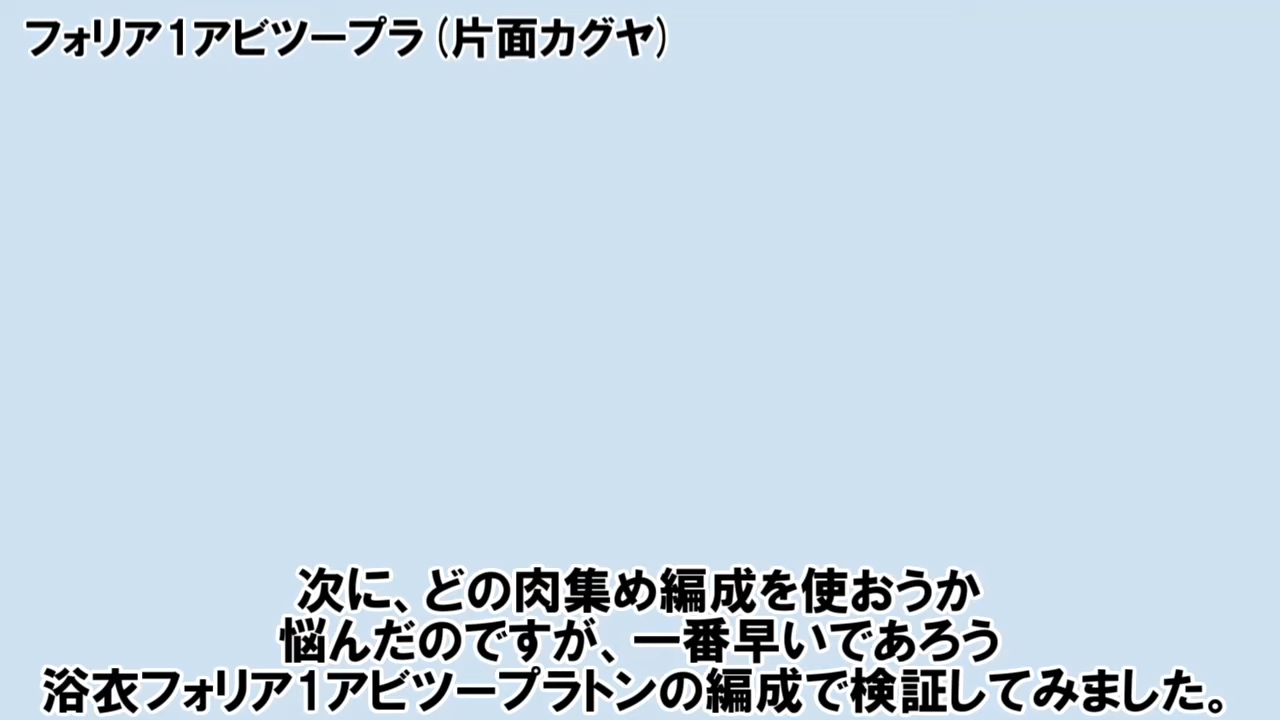 フォリア1アビツープラ(片面カグヤ)
次に、どの肉集め編成を使おうか
悩んだのですが、一番早いであろう
浴衣フォリア1アビツープラトンの編成で検証してみました。